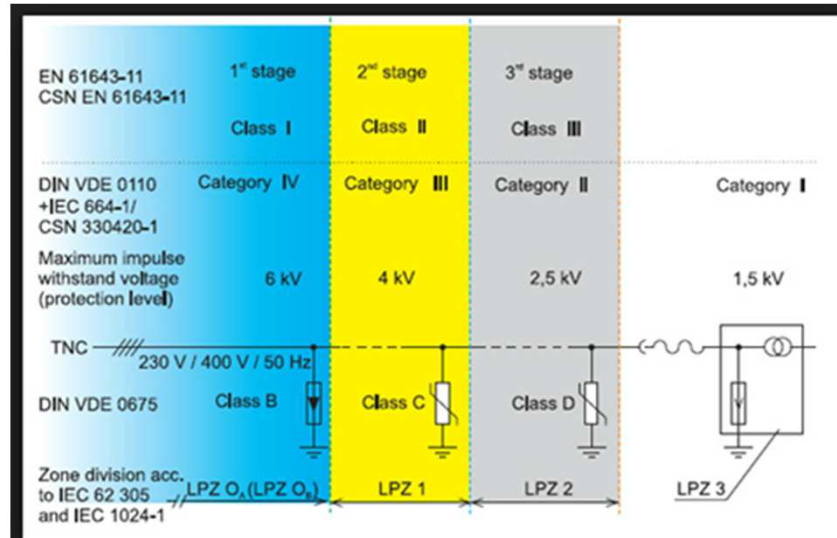 EN 61643-11
CSN EN 61643-11
1st stage
2nd stage
3rd stage
Class I
Class II
Class III
DIN VDE 0110
+IEC 664-1/
CSN 330420-1
Category IV
Category III
Category II
Category I
Maximum impulse
withstand voltage
(protection level)
6 kV
4 kV
2,5 kV
1,5 kV
TNC
230 V / 400 V / 50 Hz
DIN VDE 0675
Class B
Class C
Class D
Zone division acc.
to IEC 62 305
and IEC 1024-1
LPZ OA (LPZ OB)
LPZ 1
LPZ 2
LPZ 3